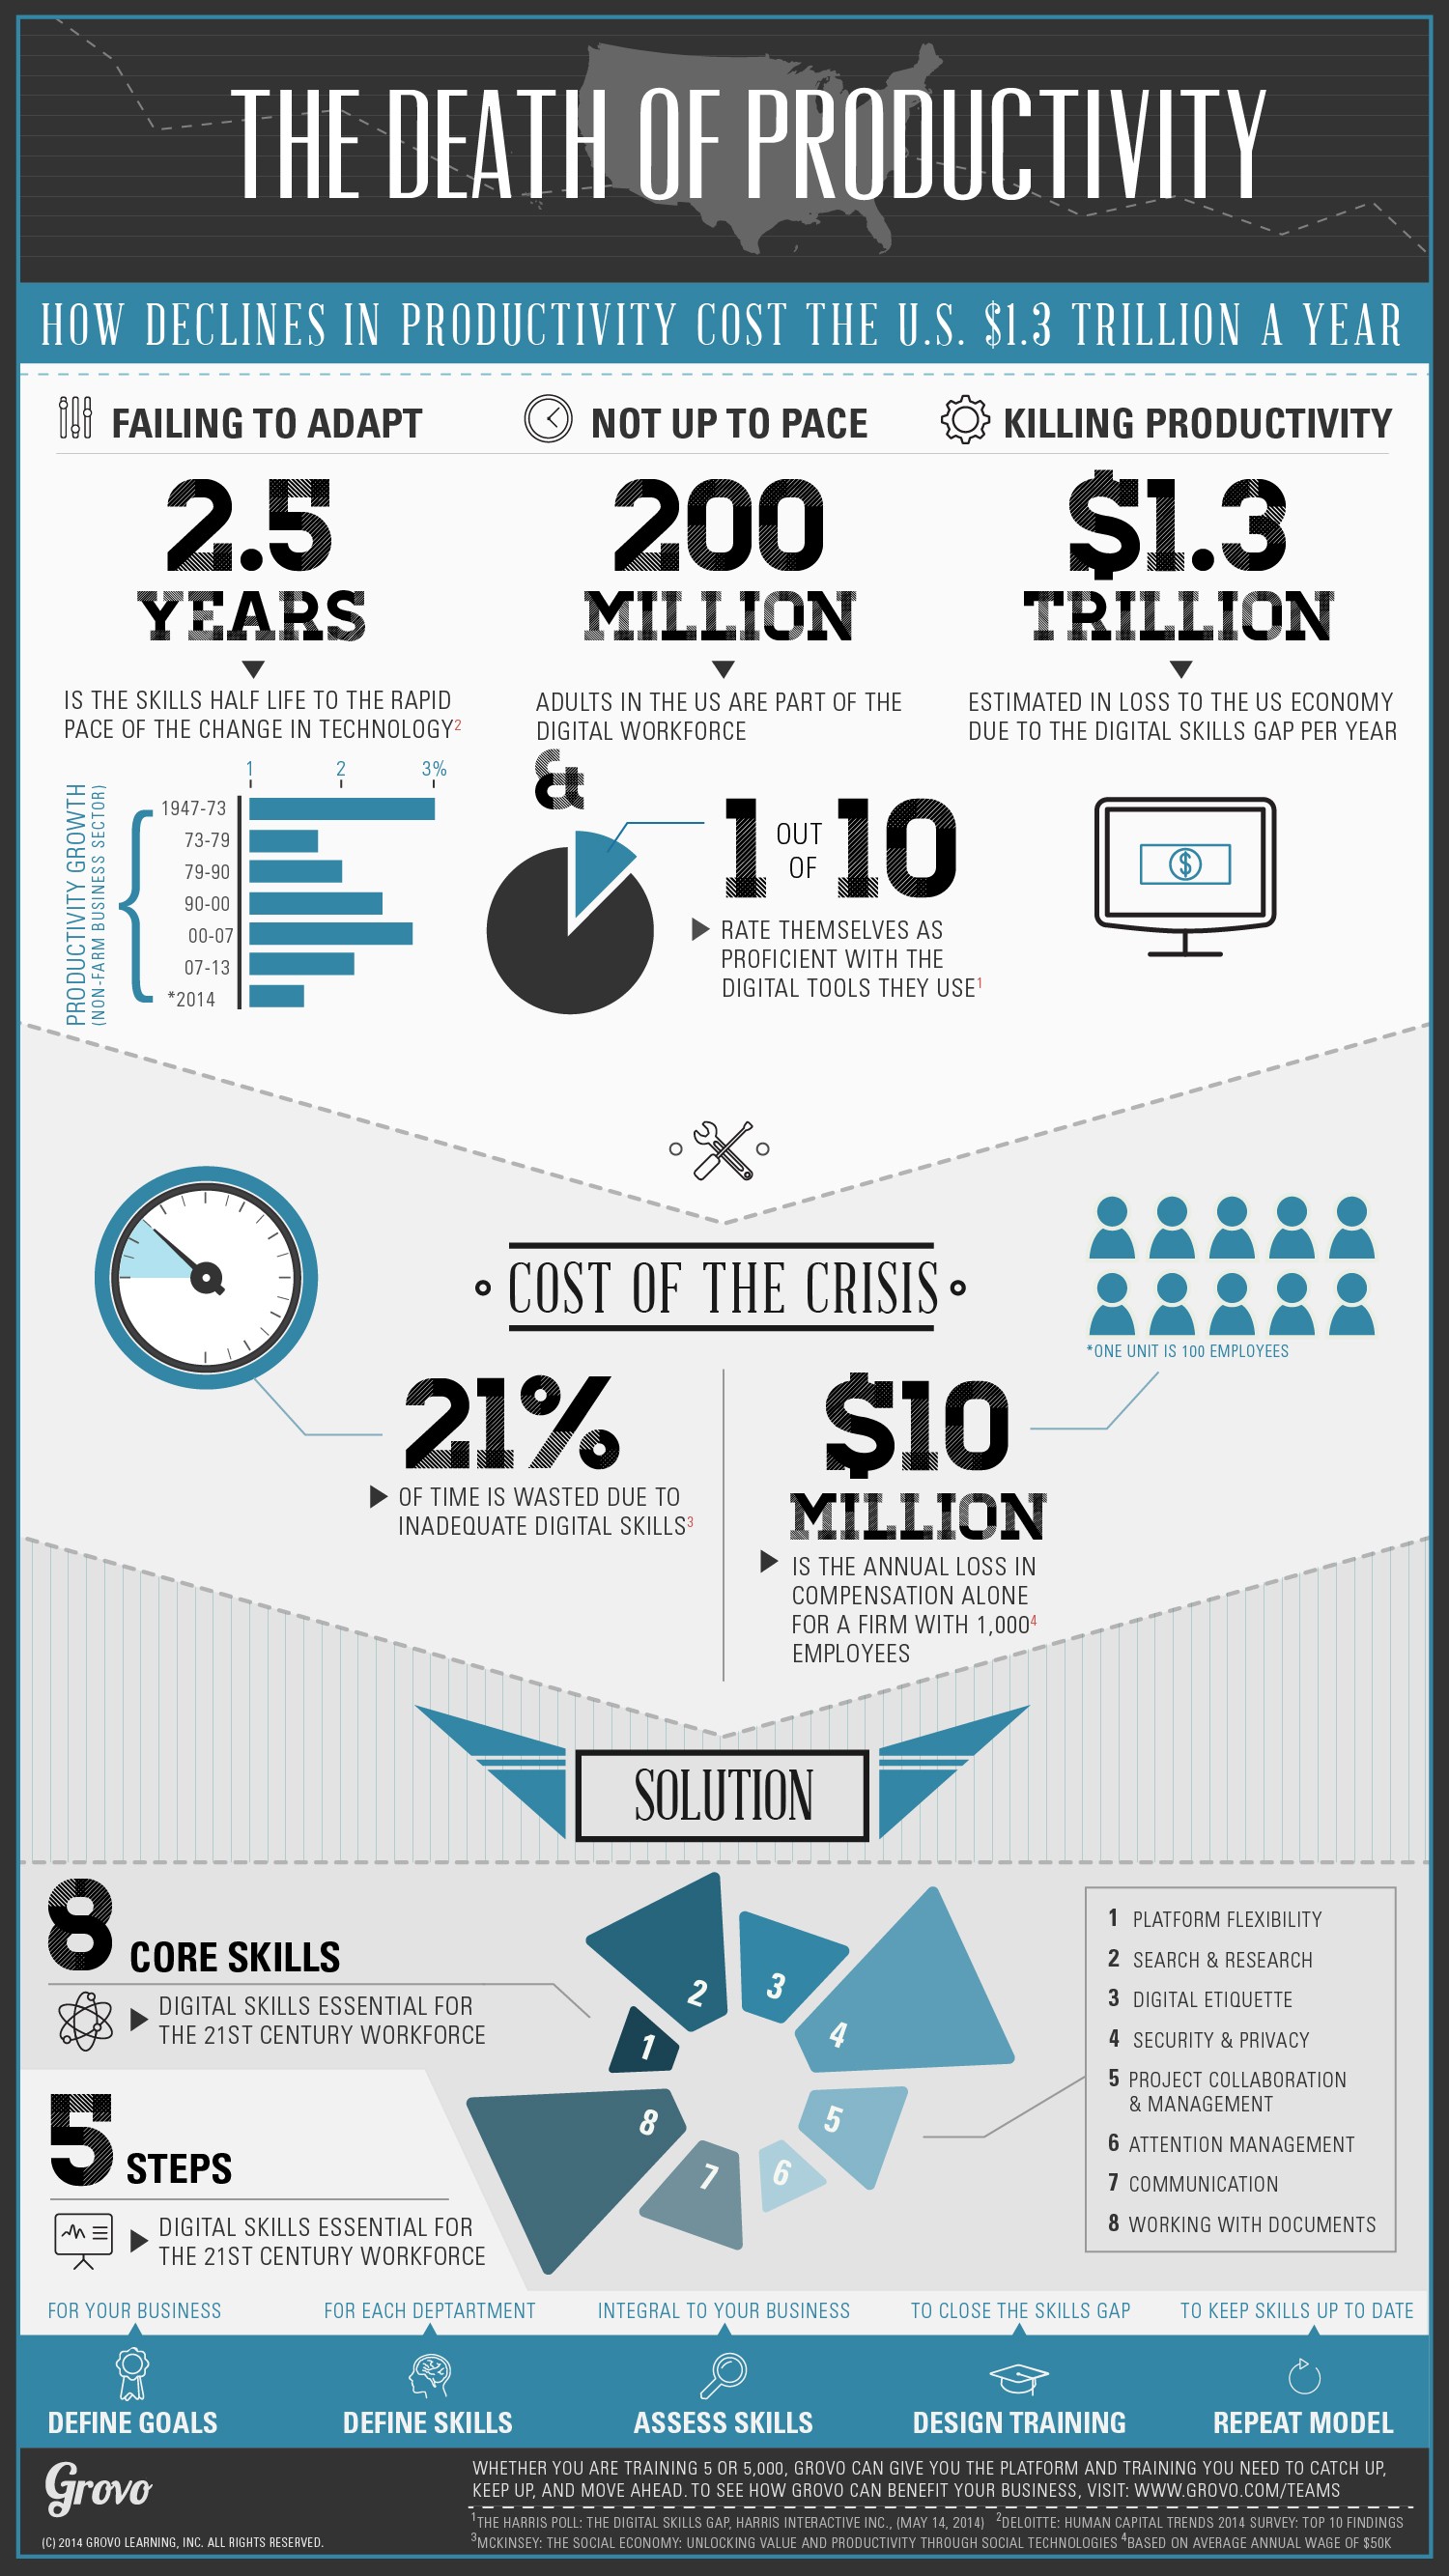 THE DEATH OF PRODUCTIVITY
HOW DECLINES IN PRODUCTIVITY COST THE U.S. $1.3 TRILLION A YEAR
FAILING TO ADAPT
2.5
YEARS
IS THE SKILLS HALF LIFE TO THE RAPID
PACE OF THE CHANGE IN TECHNOLOGY2
PRODUCTIVITY GROWTH
(NON-FARM BUSINESS SECTOR)
1 2 3%
1947-73
73-79
79-90
90-00
00-07
07-13
*2014
NOT UP TO PACE
200
MILLION
ADULTS IN THE US ARE PART OF THE
DIGITAL WORKFORCE
&
1 OUT OF 10
RATE THEMSELVES AS
PROFICIENT WITH THE
DIGITAL TOOLS THEY USE1
KILLING PRODUCTIVITY
$1.3
TRILLION
ESTIMATED IN LOSS TO THE US ECONOMY
DUE TO THE DIGITAL SKILLS GAP PER YEAR
$
COST OF THE CRISIS
21%
OF TIME IS WASTED DUE TO
INADEQUATE DIGITAL SKILLS3
*ONE UNIT IS 100 EMPLOYEES
$10
MILLION
IS THE ANNUAL LOSS IN
COMPENSATION ALONE
FOR A FIRM WITH 1,0004
EMPLOYEES
SOLUTION
8 CORE SKILLS
DIGITAL SKILLS ESSENTIAL FOR
THE 21ST CENTURY WORKFORCE
1
2
3
4
5
6
7
8
1 PLATFORM FLEXIBILITY
2 SEARCH & RESEARCH
3 DIGITAL ETIQUETTE
4 SECURITY & PRIVACY
5 PROJECT COLLABORATION
& MANAGEMENT
6 ATTENTION MANAGEMENT
7 COMMUNICATION
8 WORKING WITH DOCUMENTS
5 STEPS
DIGITAL SKILLS ESSENTIAL FOR
THE 21ST CENTURY WORKFORCE
FOR YOUR BUSINESS
DEFINE GOALS
FOR EACH DEPTARTMENT
DEFINE SKILLS
INTEGRAL TO YOUR BUSINESS
ASSESS SKILLS
TO CLOSE THE SKILLS GAP
DESIGN TRAINING
TO KEEP SKILLS UP TO DATE
REPEAT MODEL
Grovo
(C) 2014 GROVO LEARNING, INC. ALL RIGHTS RESERVED.
WHETHER YOU ARE TRAINING 5 OR 5,000, GROVO CAN GIVE YOU THE PLATFORM AND TRAINING YOU NEED TO CATCH UP,
KEEP UP, AND MOVE AHEAD. TO SEE HOW GROVO CAN BENEFIT YOUR BUSINESS, VISIT: WWW.GROVO.COM/TEAMS
1THE HARRIS POLL: THE DIGITAL SKILLS GAP, HARRIS INTERACTIVE INC., (MAY 14, 2014) 2DELOITTE: HUMAN CAPITAL TRENDS 2014 SURVEY: TOP 10 FINDINGS
3MCKINSEY: THE SOCIAL ECONOMY: UNLOCKING VALUE AND PRODUCTIVITY THROUGH SOCIAL TECHNOLOGIES 4BASED ON AVERAGE ANNUAL WAGE OF $50K